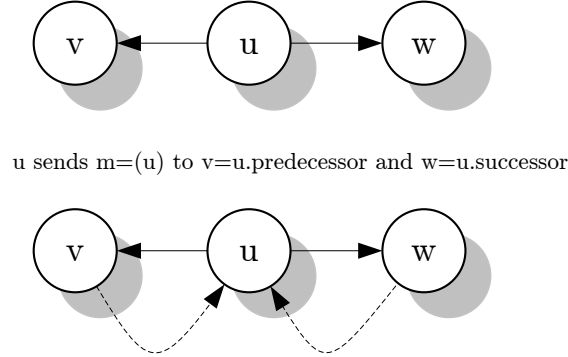 v u w
u sends m=(u) to v=u.predecessor and w=u.successor
v u w